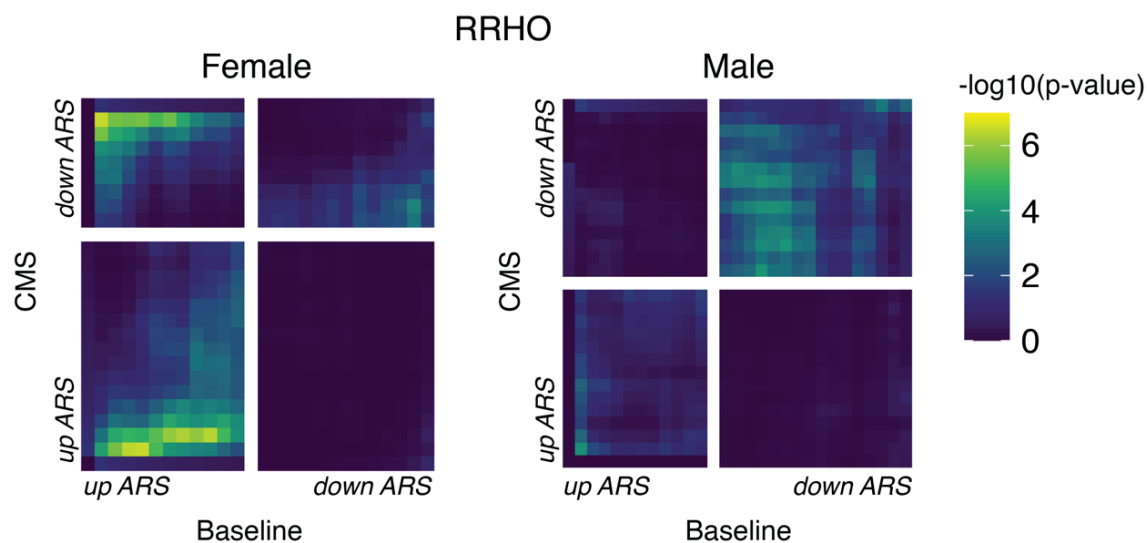 RRHO
Female
Male
-log10(p-value)
6
4
2
0
CMS
down ARS
up ARS
up ARS
down ARS
Baseline
CMS
down ARS
up ARS
up ARS
down ARS
Baseline